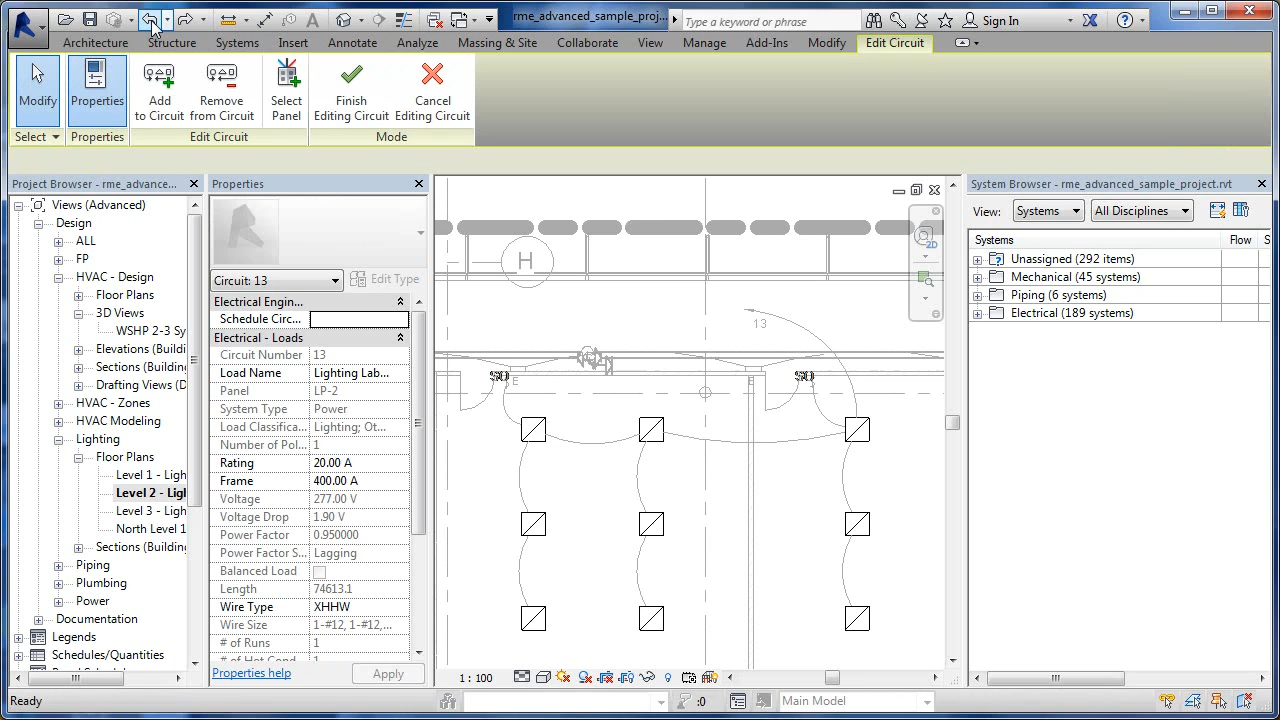 rme_advanced_sample_proj...
Type a keyword or phrase
Sign In
Architecture
Structure
Systems
Insert
Annotate
Analyze
Massing & Site
Collaborate
View
Manage
Add-Ins
Modify
Edit Circuit
Modify
Properties
Add
to Circuit
Remove
from Circuit
Select
Panel
Finish
Editing Circuit
Cancel
Editing Circuit
Select
Properties
Edit Circuit
Mode
Project Browser - rme_advance...
Views (Advanced)
Design
ALL
FP
HVAC - Design
Floor Plans
3D Views
WSHP 2-3 Sy
Elevations (Buildi
Sections (Building
Drafting Views (D
HVAC - Zones
HVAC Modeling
Lighting
Floor Plans
Level 1 - Ligh
Level 2 - Ligh
Level 3 - Ligh
North Level 1
Sections (Building
Piping
Plumbing
Power
Documentation
Legends
Schedules/Quantities
Properties
Circuit: 13
Edit Type
Electrical Engin...
Schedule Circ...
Electrical - Loads
Circuit Number 13
Load Name Lighting Lab...
Panel LP-2
System Type Power
Load Classifica... Lighting; Ot...
Number of Pol... 1
Rating 20.00 A
Frame 400.00 A
Voltage 277.00 V
Voltage Drop 1.90 V
Power Factor 0.950000
Power Factor S... Lagging
Balanced Load
Length 74613.1
Wire Type XHHW
Wire Size 1-#12, 1-#12,...
# of Runs 1
Properties help
Apply
H
13
E
E
2D
1 : 100
System Browser - rme_advanced_sample_project.rvt
View: Systems All Disciplines
Systems Flow S
Unassigned (292 items)
Mechanical (45 systems)
Piping (6 systems)
Electrical (189 systems)
Ready
:0
Main Model